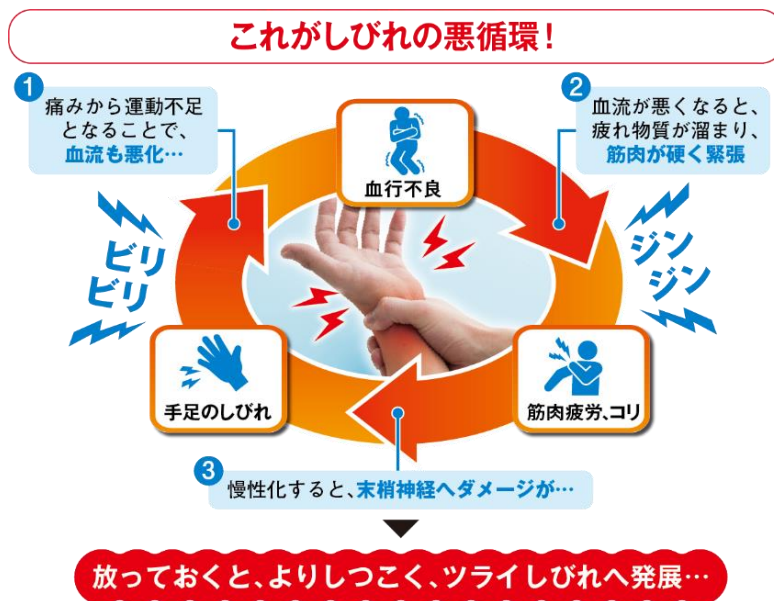 これがしびれの悪循環！
1
痛みから運動不足
となることで、
血流も悪化…
2
血流が悪くなると、
疲れ物質が溜まり、
筋肉が硬く緊張
血行不良
ビリ
ビリ
ジン
ジン
手足のしびれ
筋肉疲労、コリ
3
慢性化すると、末梢神経へダメージが…
放っておくと、よりしつこく、ツライしびれへ発展…